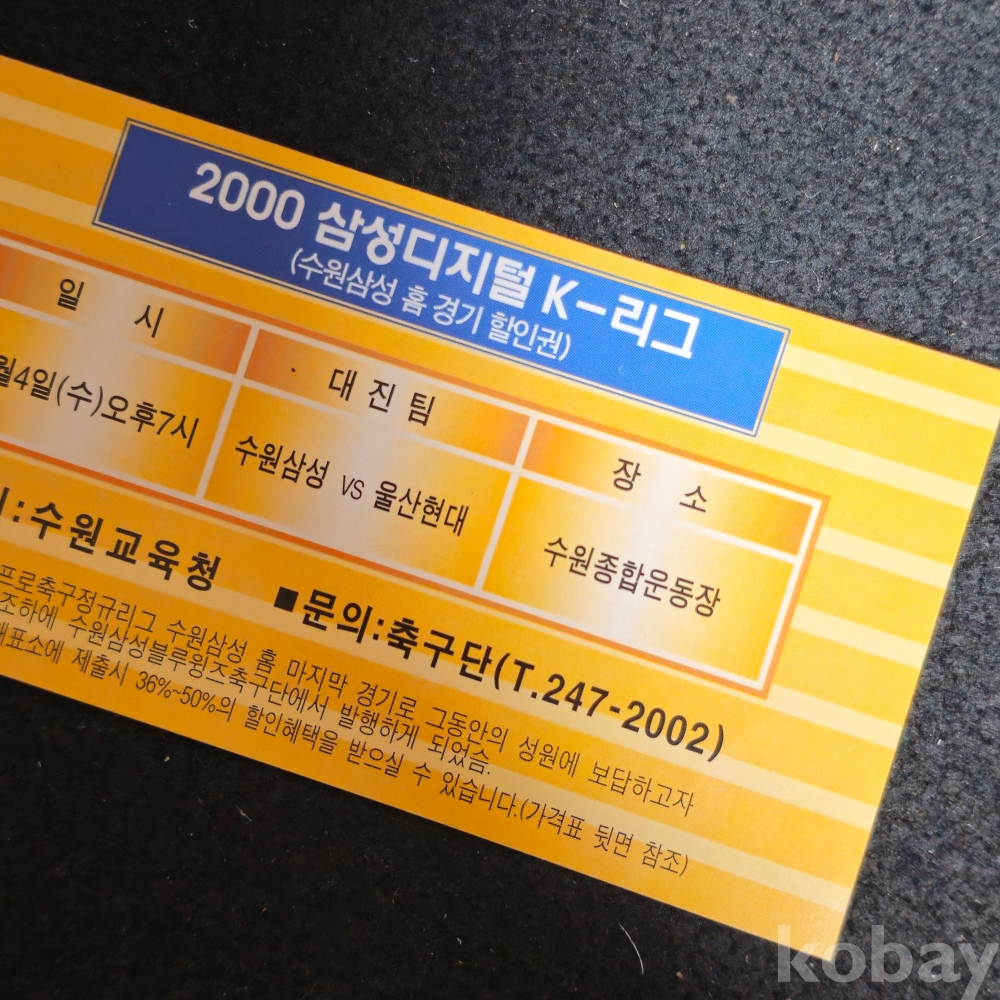 2000 삼성디지털 K-리그
(수원삼성 홈 경기 할인권)
일 시
대 진 팀
장 소
월4일(수)오후7시
수원삼성 VS 울산현대
수원종합운동장
:수원교육청 ■문의:축구단(T.247-2002)
프로축구정규리그 수원삼성 홈 마지막 경기로 그동안의 성원에 보답하고자
조하에 수원삼성블루윙즈축구단에서 발행하게 되었슴.
매표소에 제출시 36%~50%의 할인혜택을 받으실 수 있습니다.(가격표 뒷면 참조)
kobay